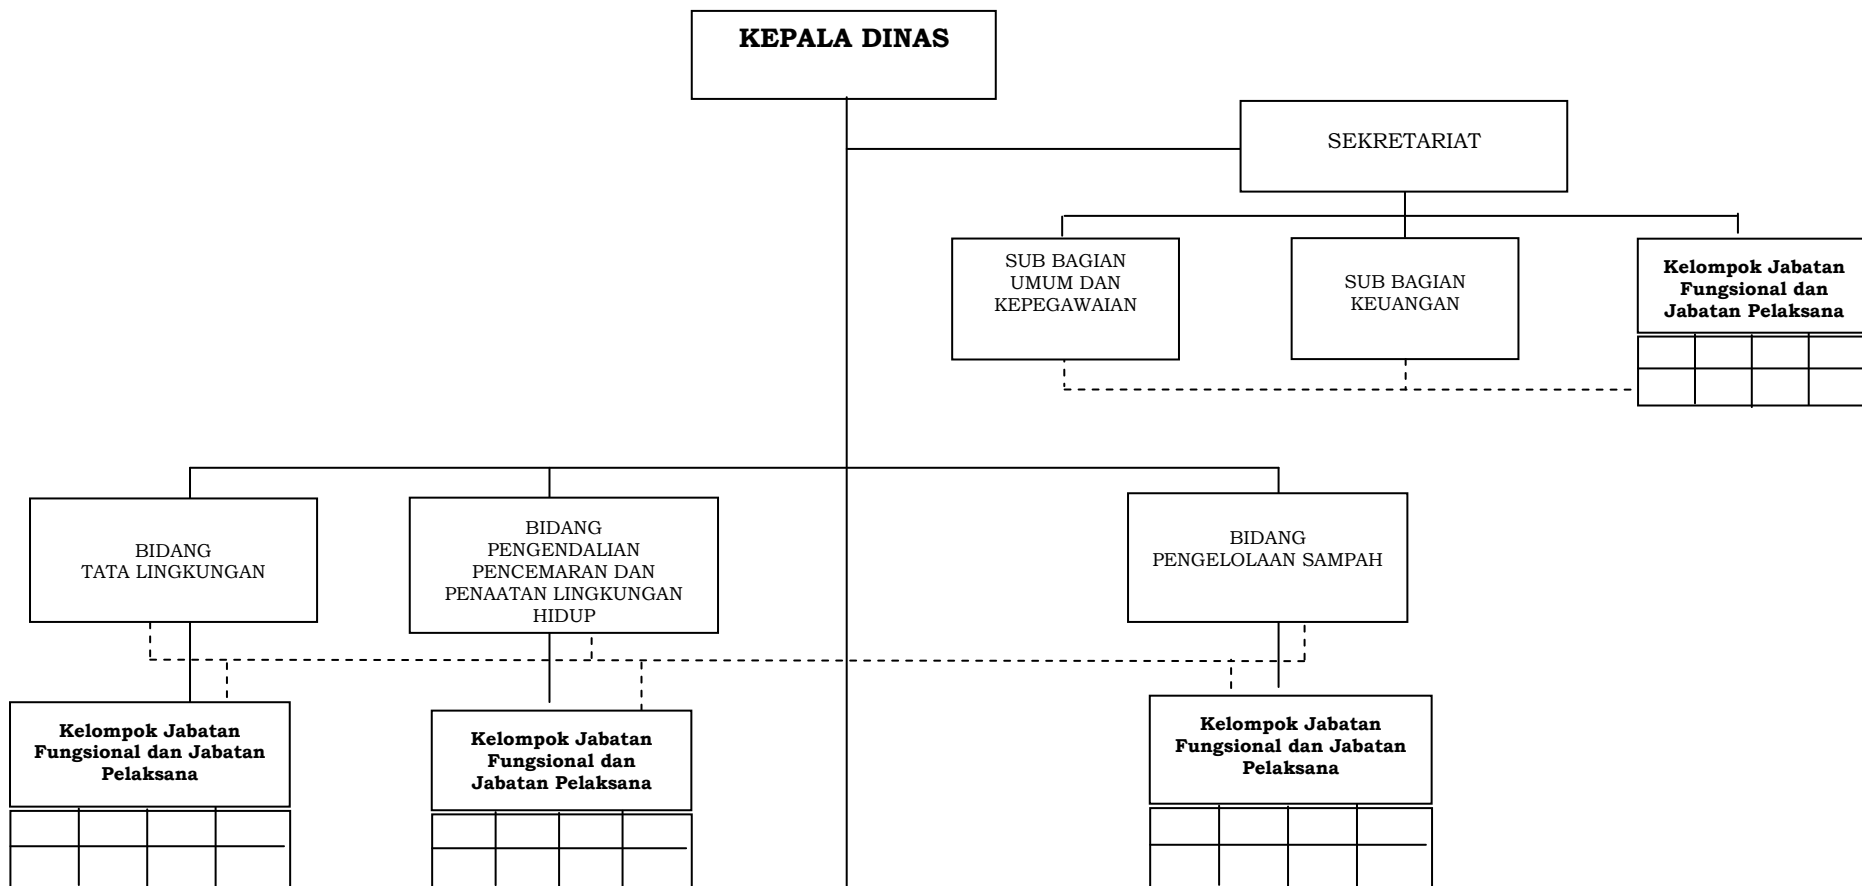 KEPALA DINAS
SEKRETARIAT
SUB BAGIAN
UMUM DAN
KEPEGAWAIAN
SUB BAGIAN
KEUANGAN
Kelompok Jabatan
Fungsional dan
Jabatan Pelaksana
BIDANG
TATA LINGKUNGAN
BIDANG
PENGENDALIAN
PENCEMARAN DAN
PENAATAN LINGKUNGAN
HIDUP
BIDANG
PENGELOLAAN SAMPAH
Kelompok Jabatan
Fungsional dan Jabatan
Pelaksana
Kelompok Jabatan
Fungsional dan
Jabatan Pelaksana
Kelompok Jabatan
Fungsional dan Jabatan
Pelaksana